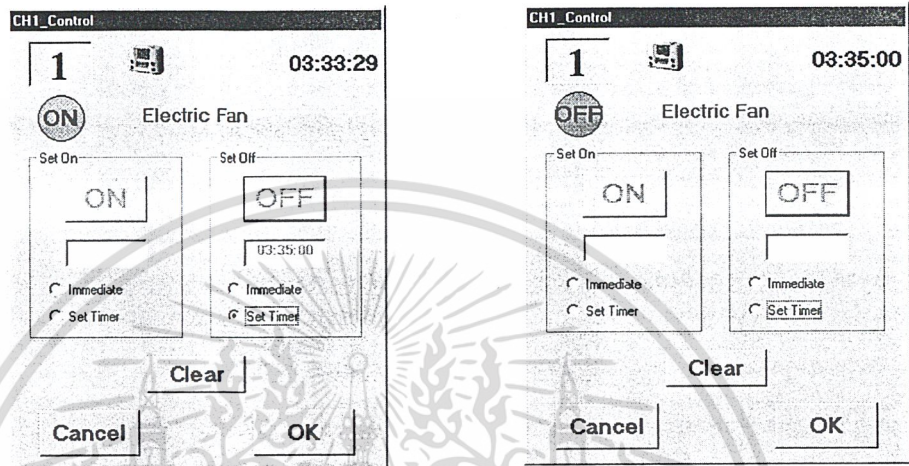 CH1_Control
1
03:33:29
ON
Electric Fan
Set On
Set Off
ON
OFF
03:35:00
Immediate
Immediate
Set Timer
Set Timer
Clear
Cancel
OK
CH1_Control
1
03:35:00
OFF
Electric Fan
Set On
Set Off
ON
OFF
Immediate
Immediate
Set Timer
Set Timer
Clear
Cancel
OK